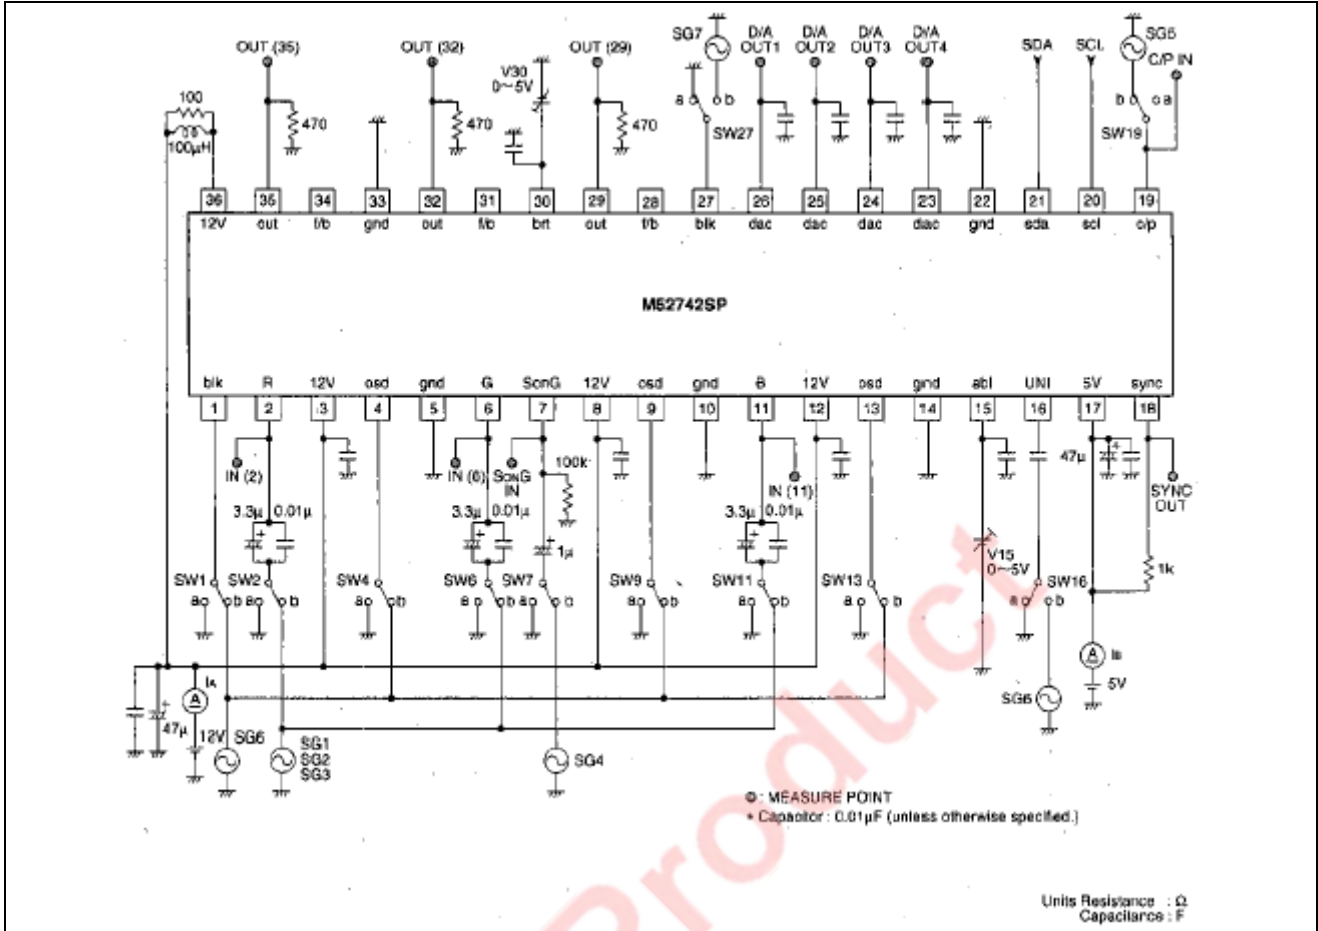 SG7 D/A D/A D/A D/A SG5
OUT (35) OUT (32) OUT (29) OUT1 OUT2 OUT3 OUT4 SDA SCL C/P IN
V30
0～5V
100 a b b a
470 470 470 SW27 SW19
100μH
36 35 34 33 32 31 30 29 28 27 26 25 24 23 22 21 20 19
12V out f/b gnd out f/b brt out f/b blk dac dac dac dac gnd sda scl c/p
M52742SP
blk R 12V osd gnd G SonG 12V osd gnd B 12V osd gnd abl UNI 5V sync
1 2 3 4 5 6 7 8 9 10 11 12 13 14 15 16 17 18
IN (2) IN (6) SONG IN 100k IN (11) 47μ SYNC OUT
3.3μ 0.01μ 3.3μ 0.01μ 1μ 3.3μ 0.01μ V15 0～5V 1k
SW1 SW2 SW4 SW6 SW7 SW9 SW11 SW13 SW16
a b a b a b a b a b a b a b a b a b
IA A A IB
47μ 12V SG6 SG1 SG4 SG6 5V
SG2
SG3
: MEASURE POINT
* Capacitor : 0.01μF (unless otherwise specified.)
Units Resistance : Ω
Capacitance : F
Product